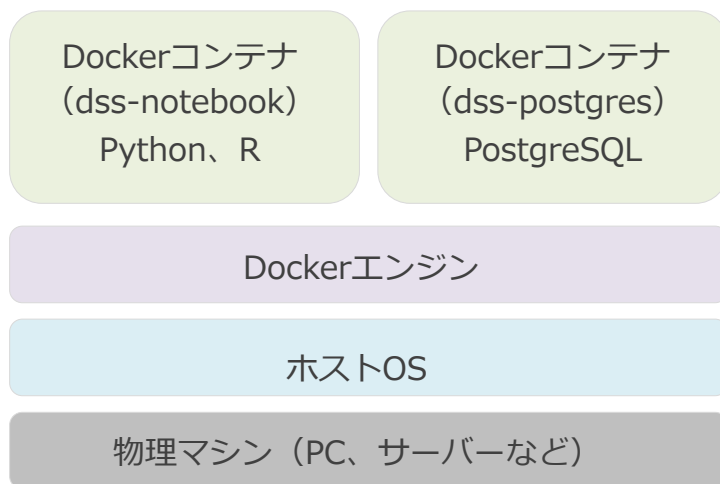 Dockerコンテナ
（dss-notebook）
Python、R
Dockerコンテナ
（dss-postgres）
PostgreSQL
Dockerエンジン
ホストOS
物理マシン（PC、サーバーなど）